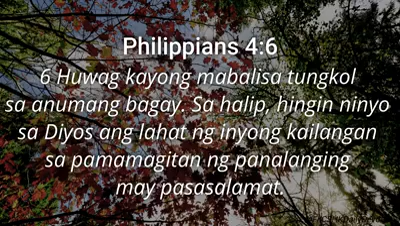 Philippians 4:6
6 Huwag kayong mabalisa tungkol
sa anumang bagay. Sa halip, hingin ninyo
sa Diyos ang lahat ng inyong kailangan
sa pamamagitan ng panalanging
may pasasalamat.